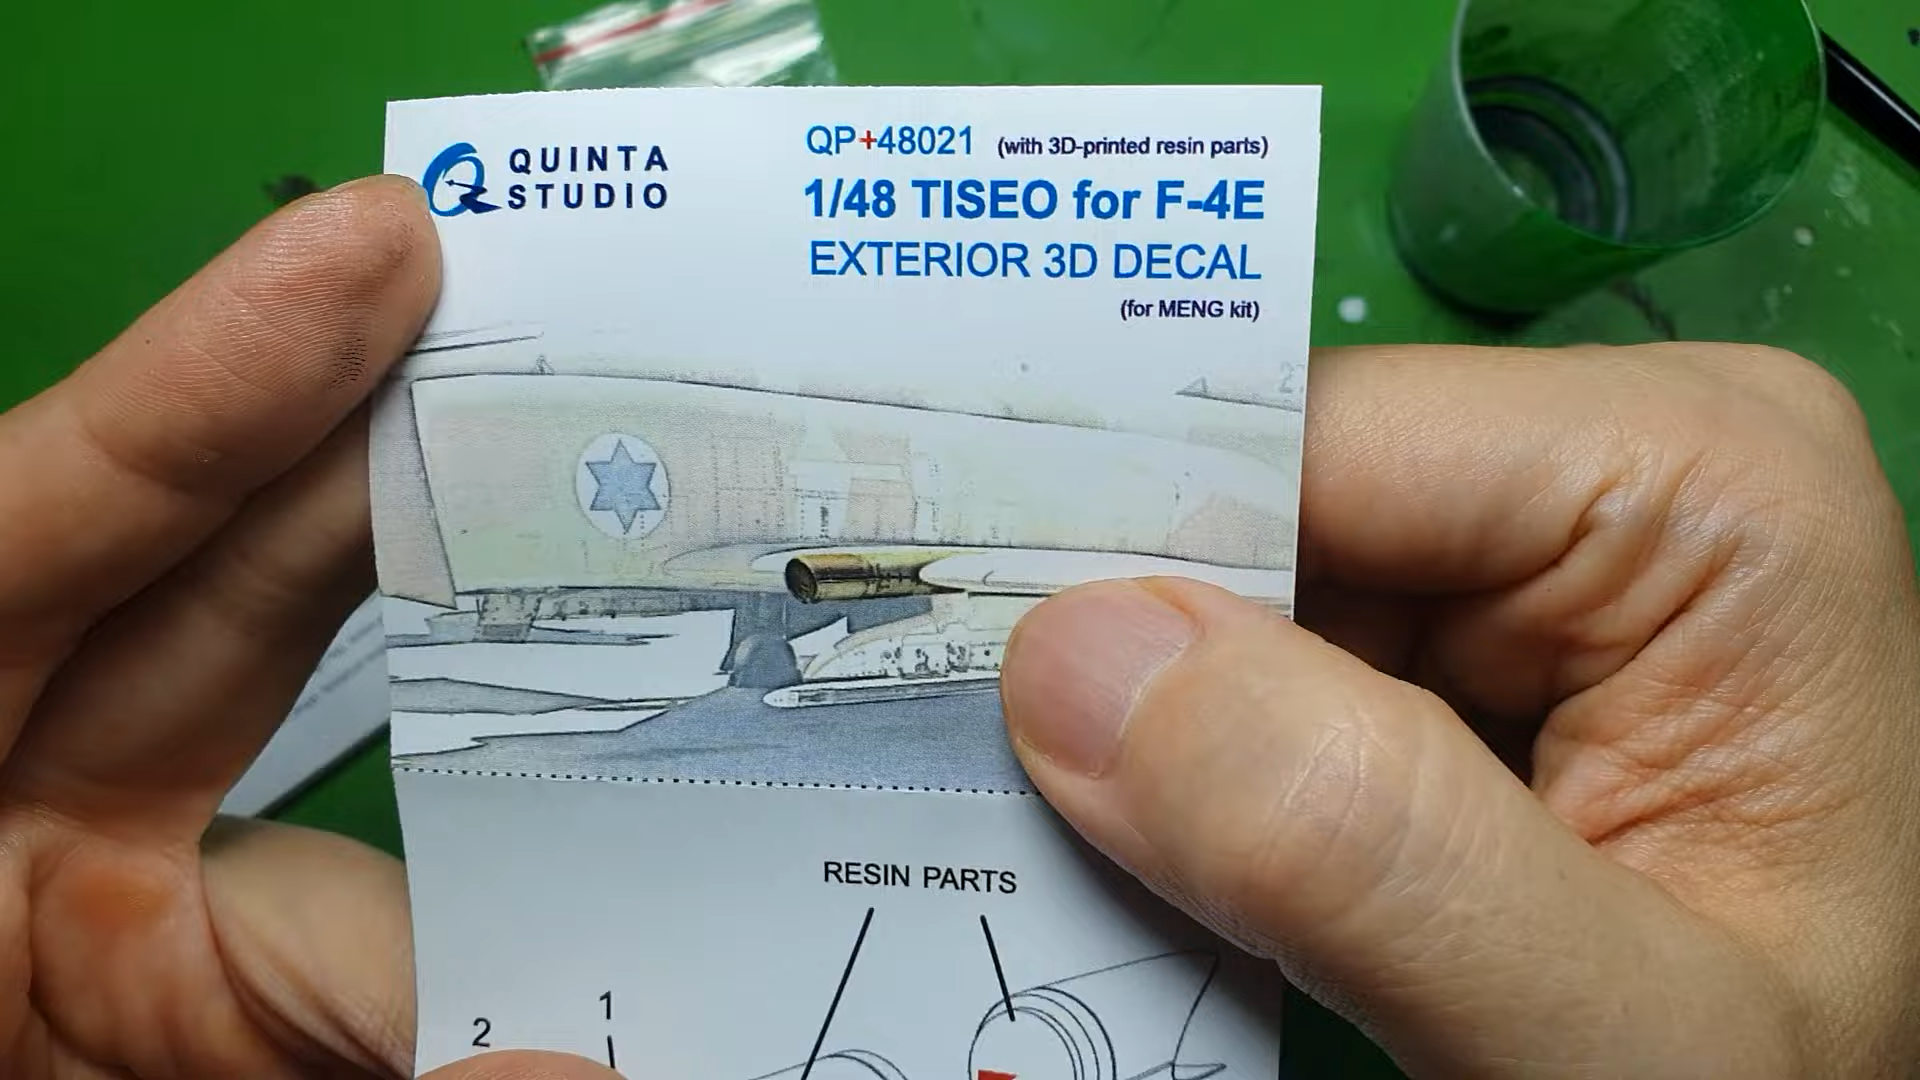 QUINTA
STUDIO
QP+48021 (with 3D-printed resin parts)
1/48 TISEO for F-4E
EXTERIOR 3D DECAL
(for MENG kit)
RESIN PARTS
1
2